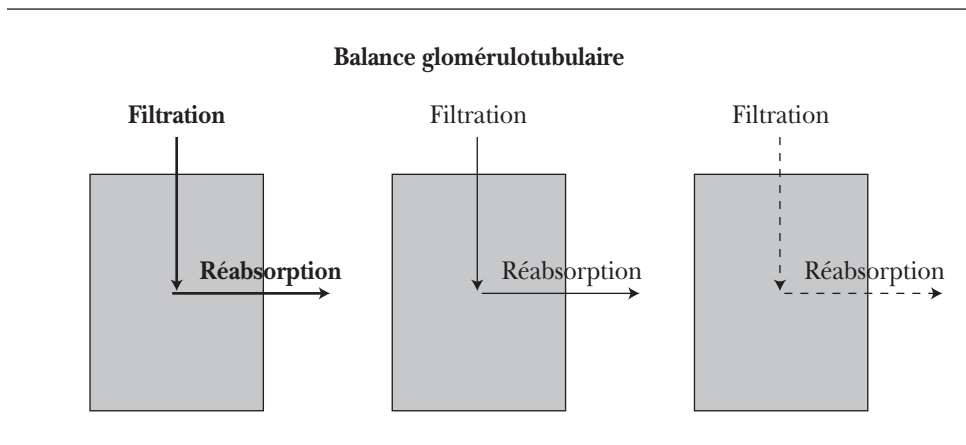 Balance glomérulotubulaire
Filtration
Filtration
Filtration
Réabsorption
Réabsorption
Réabsorption